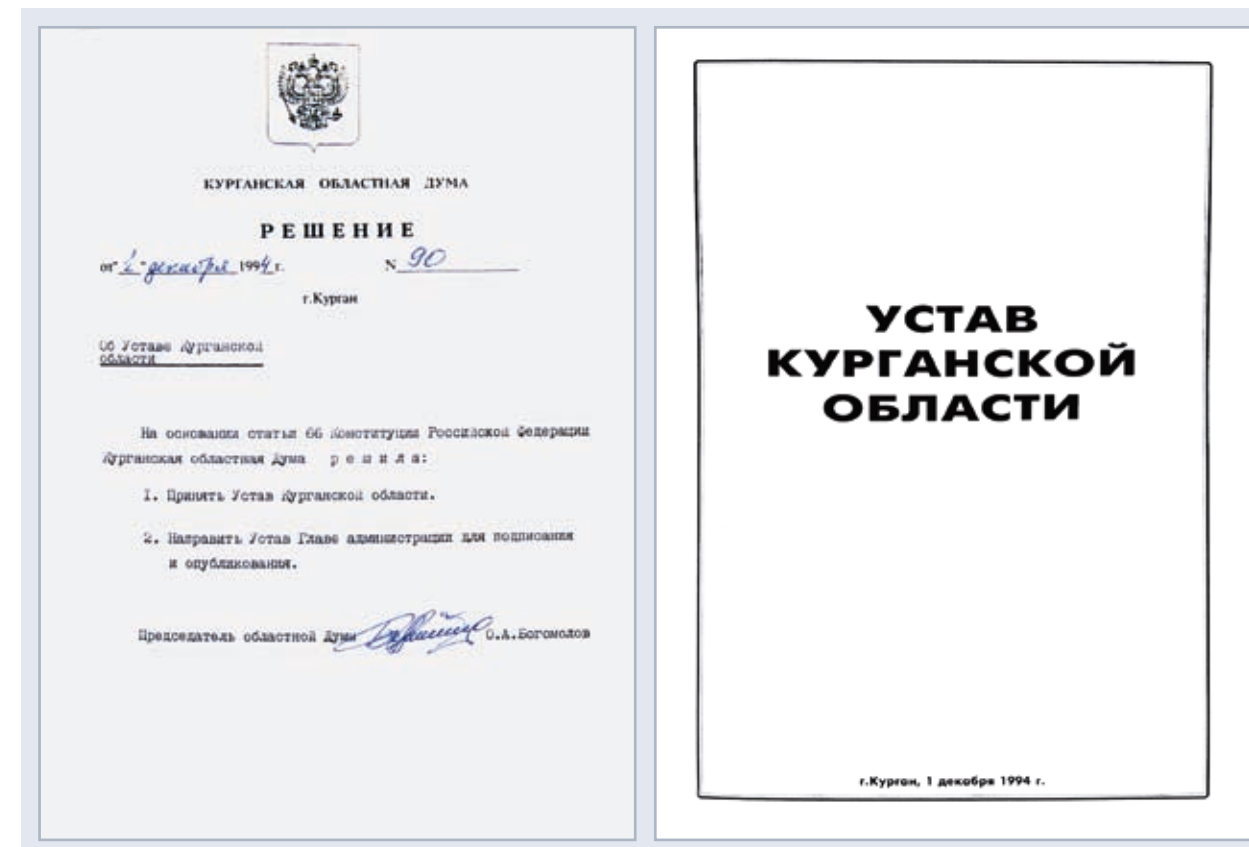 КУРГАНСКАЯ ОБЛАСТНАЯ ДУМА
РЕШЕНИЕ
от "1" декабря 1994 г. N 90
г.Курган
Об Уставе Курганской
области
На основании статьи 66 Конституции Российской Федерации
Курганская областная Дума р е ш и л а:
1. Принять Устав Курганской области.
2. Направить Устав Главе администрации для подписания
и опубликования.
Председатель областной Думы О.А.Богомолов
УСТАВ
КУРГАНСКОЙ
ОБЛАСТИ
г.Курган, 1 декабря 1994 г.